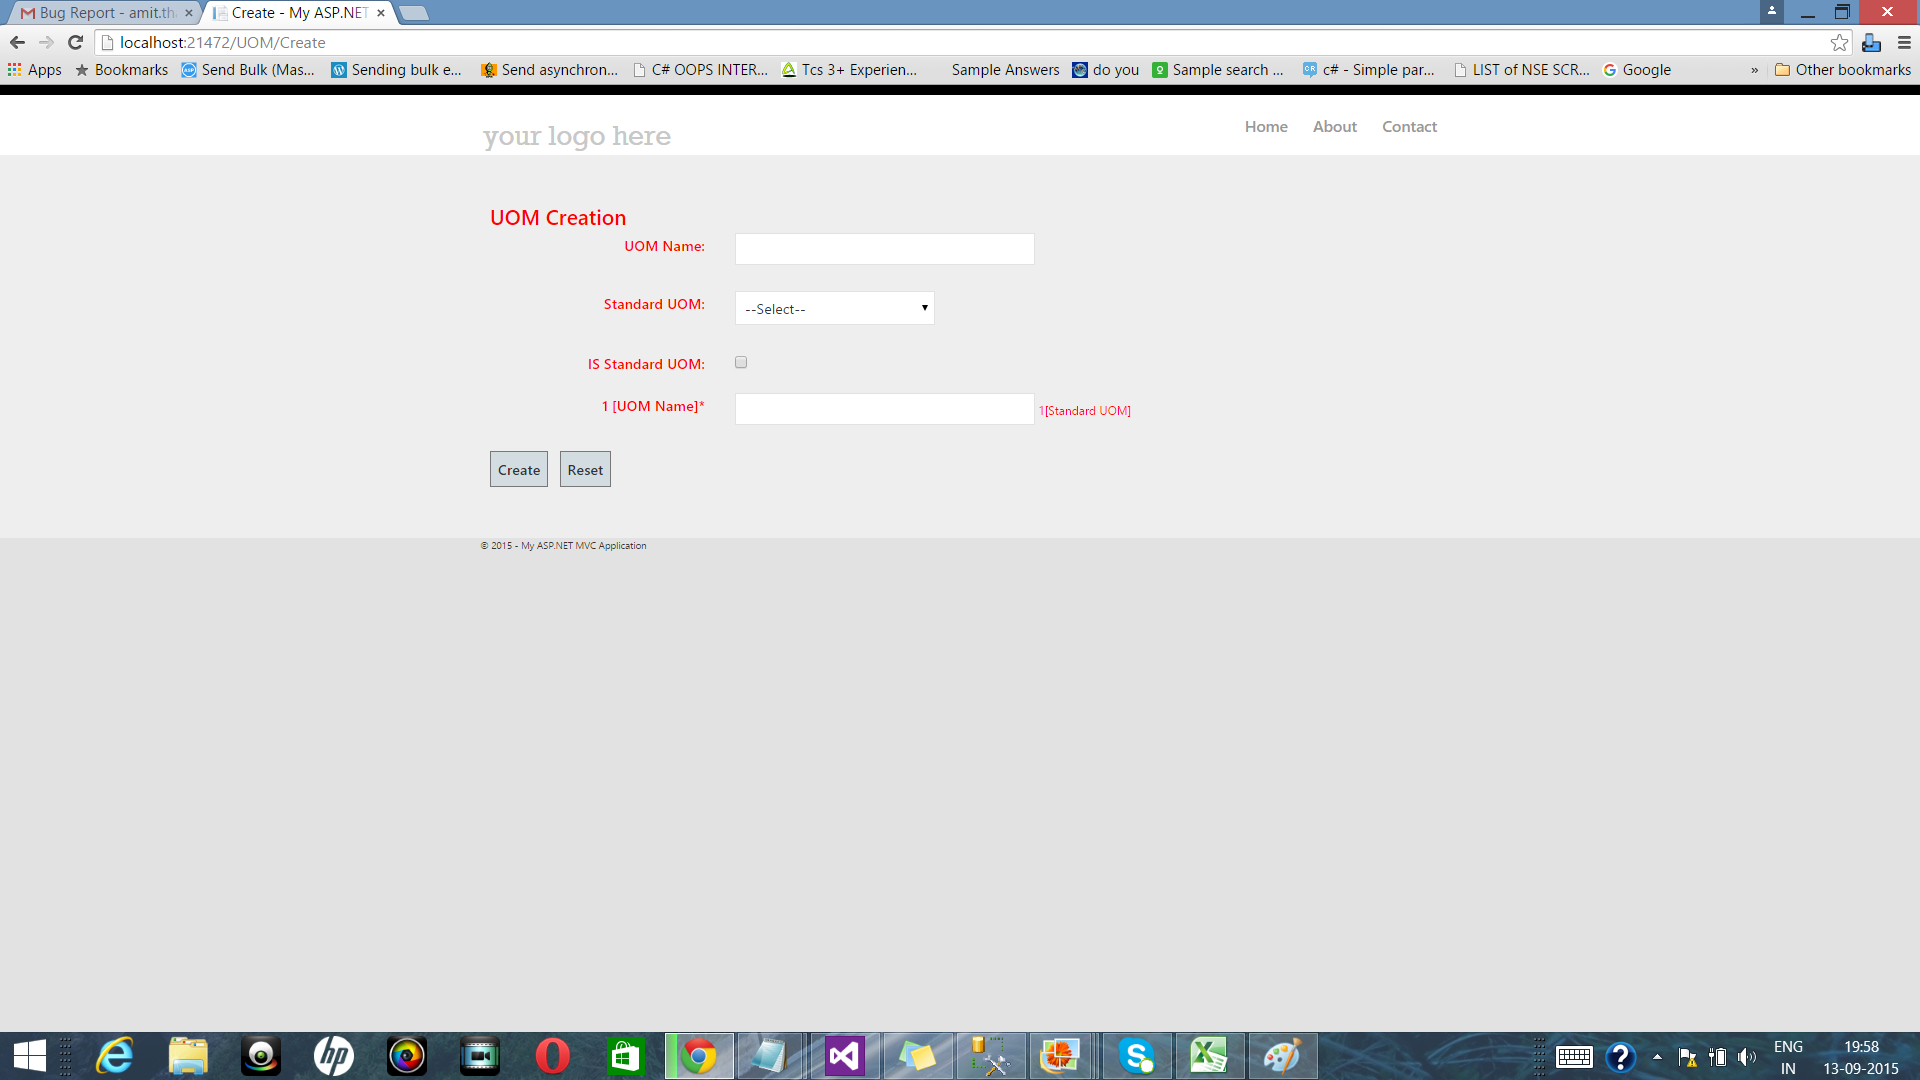 Bug Report - amit.th
Create - My ASP.NET
localhost:21472/UOM/Create
Apps Bookmarks Send Bulk (Mas... Sending bulk e... Send asynchron... C# OOPS INTER... Tcs 3+ Experien... Sample Answers do you Sample search ... c# - Simple par... LIST of NSE SCR... Google » Other bookmarks
your logo here
Home About Contact
UOM Creation
UOM Name:
Standard UOM: --Select--
IS Standard UOM:
1 [UOM Name]* 1[Standard UOM]
Create Reset
© 2015 - My ASP.NET MVC Application
ENG 19:58
IN 13-09-2015